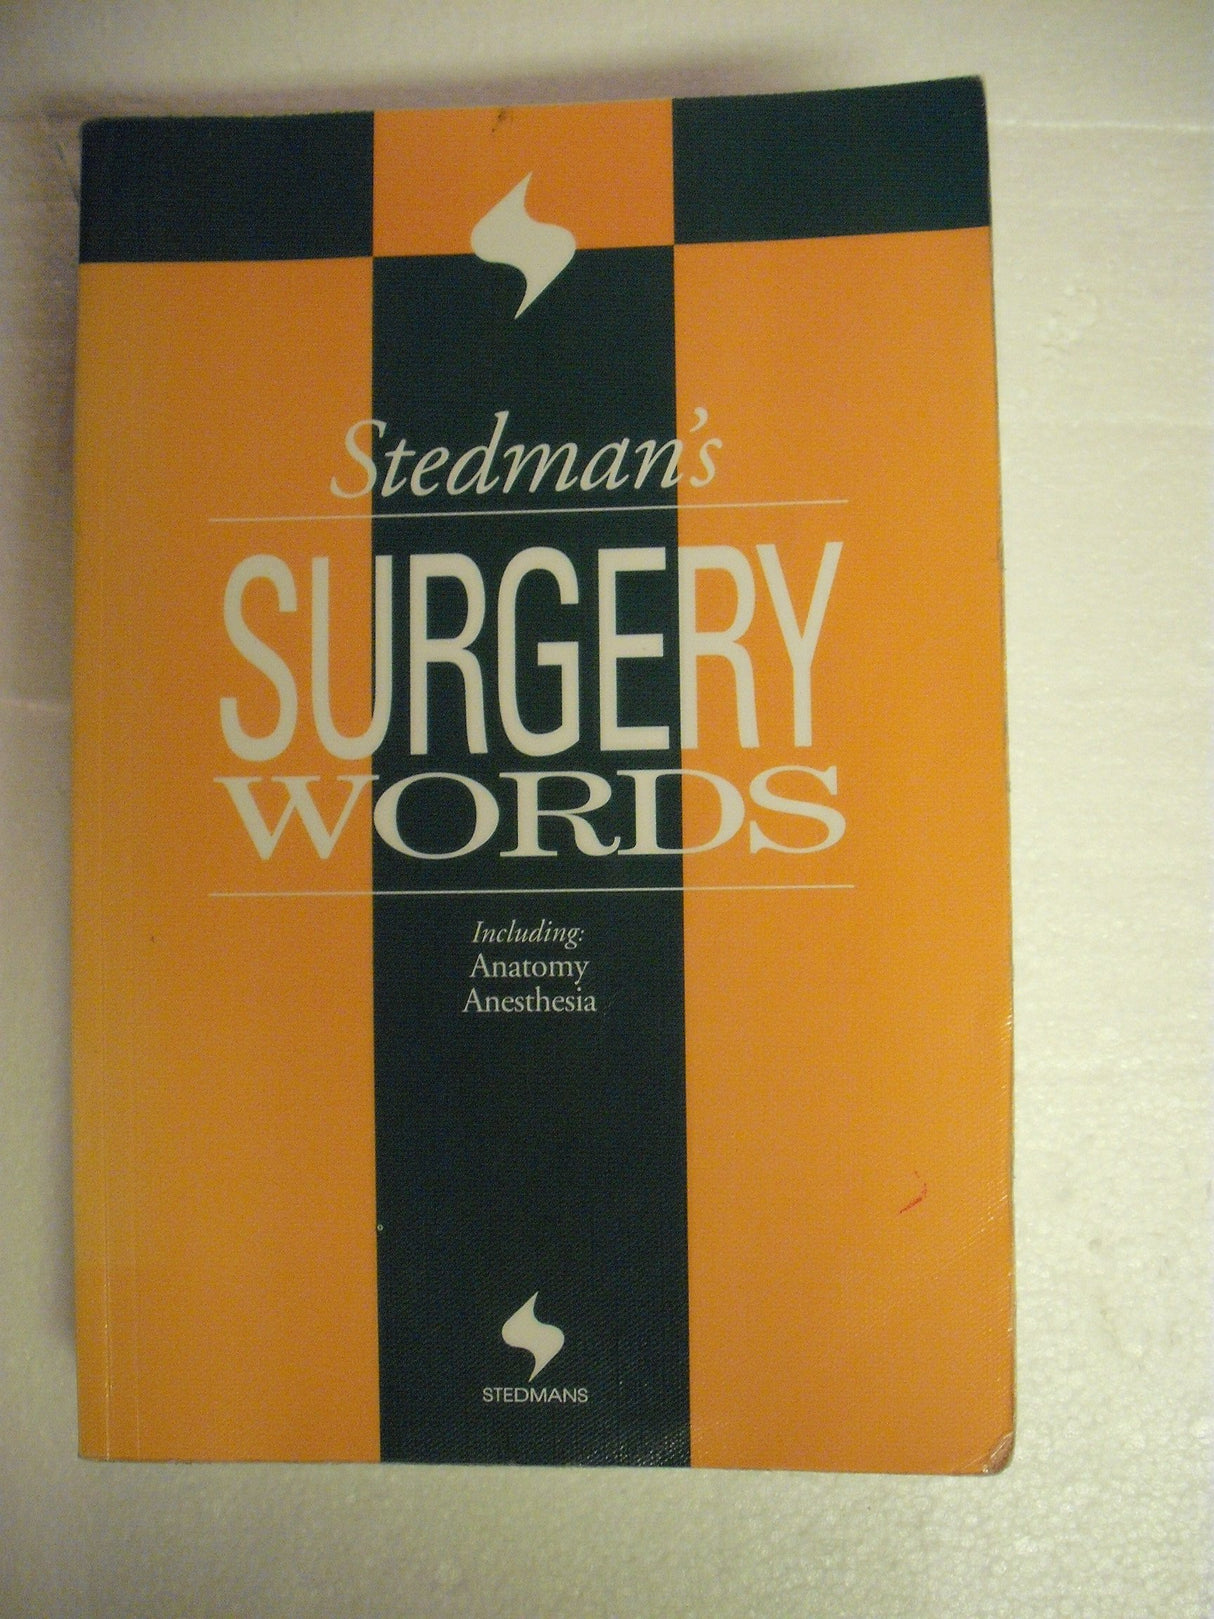 Stedman's
SURGERY
WORDS
Including:
Anatomy
Anesthesia
STEDMANS